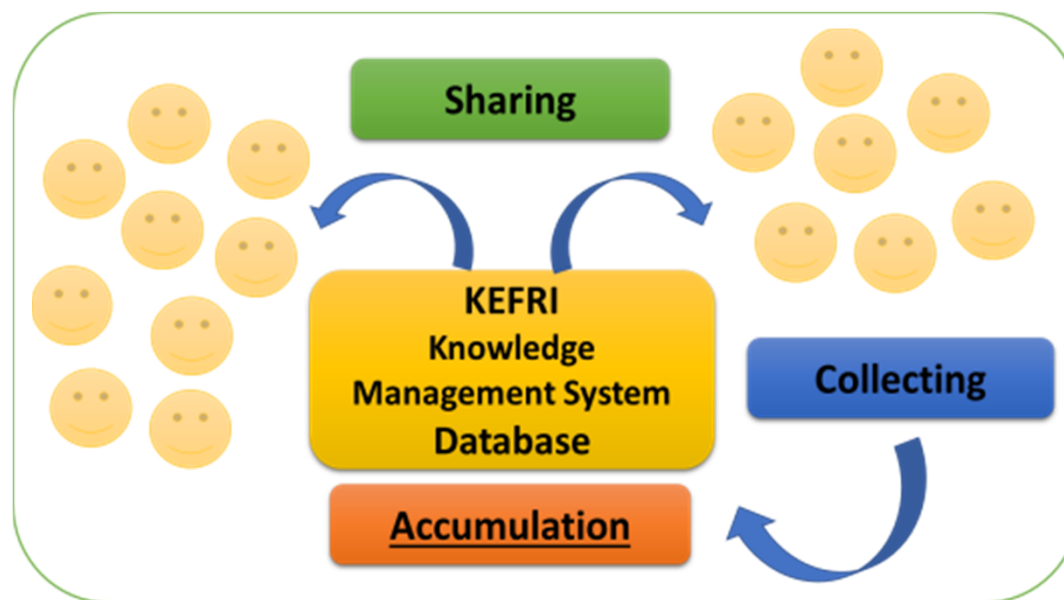 Sharing
KEFRI
Knowledge
Management System
Database
Collecting
Accumulation